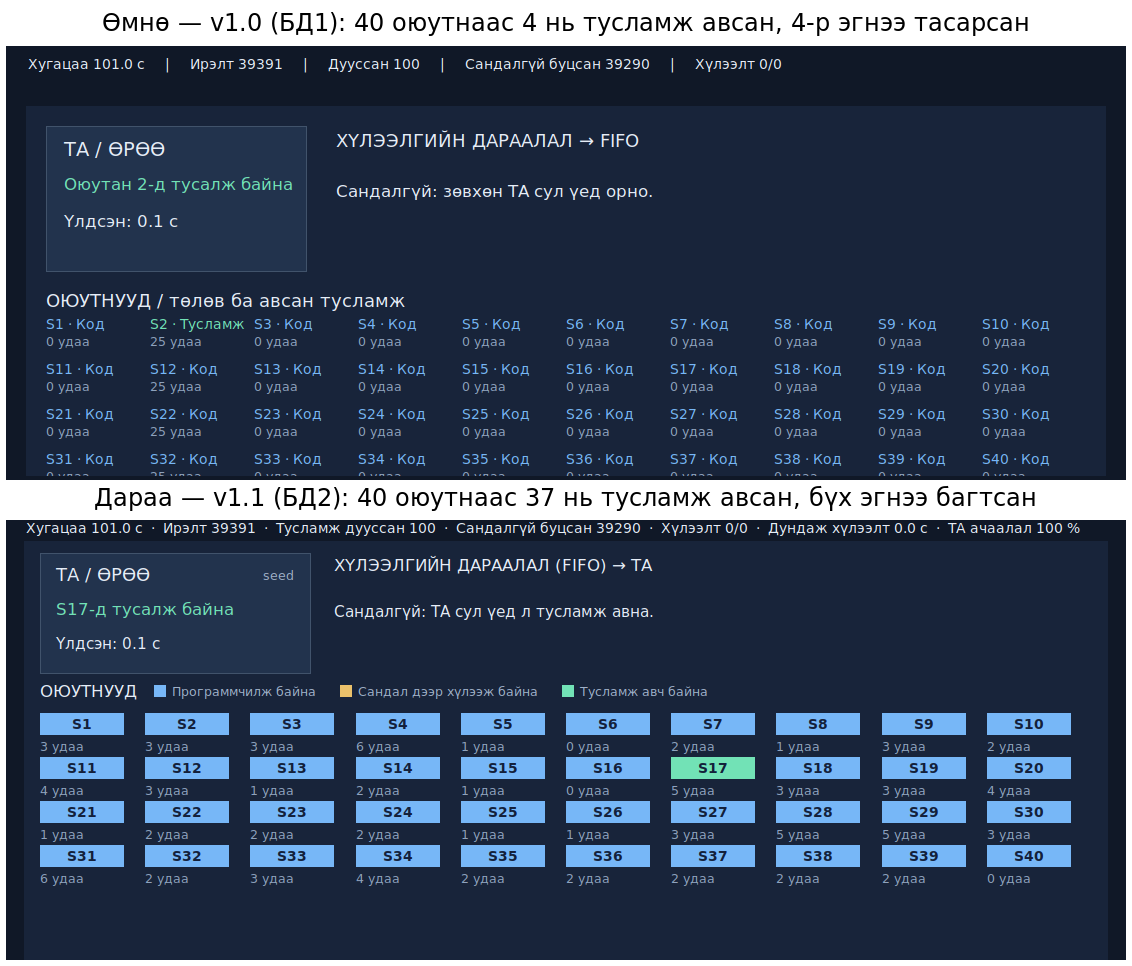 Өмнө — v1.0 (БД1): 40 оюутнаас 4 нь тусламж авсан, 4-р эгнээ тасарсан
Хугацаа 101.0 с | Ирэлт 39391 | Дууссан 100 | Сандалгүй буцсан 39290 | Хүлээлт 0/0
ТА / ӨРӨӨ
Оюутан 2-д тусалж байна
Үлдсэн: 0.1 с
ХҮЛЭЭЛГИЙН ДАРААЛАЛ → FIFO
Сандалгүй: зөвхөн ТА сул үед орно.
ОЮУТНУУД / төлөв ба авсан тусламж
S1 · Код S2 · Тусламж S3 · Код S4 · Код S5 · Код S6 · Код S7 · Код S8 · Код S9 · Код S10 · Код
0 удаа 25 удаа 0 удаа 0 удаа 0 удаа 0 удаа 0 удаа 0 удаа 0 удаа 0 удаа
S11 · Код S12 · Код S13 · Код S14 · Код S15 · Код S16 · Код S17 · Код S18 · Код S19 · Код S20 · Код
0 удаа 25 удаа 0 удаа 0 удаа 0 удаа 0 удаа 0 удаа 0 удаа 0 удаа 0 удаа
S21 · Код S22 · Код S23 · Код S24 · Код S25 · Код S26 · Код S27 · Код S28 · Код S29 · Код S30 · Код
0 удаа 25 удаа 0 удаа 0 удаа 0 удаа 0 удаа 0 удаа 0 удаа 0 удаа 0 удаа
S31 · Код S32 · Код S33 · Код S34 · Код S35 · Код S36 · Код S37 · Код S38 · Код S39 · Код S40 · Код
Дараа — v1.1 (БД2): 40 оюутнаас 37 нь тусламж авсан, бүх эгнээ багтсан
Хугацаа 101.0 с · Ирэлт 39391 · Тусламж дууссан 100 · Сандалгүй буцсан 39290 · Хүлээлт 0/0 · Дундаж хүлээлт 0.0 с · ТА ачаалал 100 %
ТА / ӨРӨӨ seed
S17-д тусалж байна
Үлдсэн: 0.1 с
ХҮЛЭЭЛГИЙН ДАРААЛАЛ (FIFO) → ТА
Сандалгүй: ТА сул үед л тусламж авна.
ОЮУТНУУД Программчилж байна Сандал дээр хүлээж байна Тусламж авч байна
S1 S2 S3 S4 S5 S6 S7 S8 S9 S10
3 удаа 3 удаа 3 удаа 6 удаа 1 удаа 0 удаа 2 удаа 1 удаа 3 удаа 2 удаа
S11 S12 S13 S14 S15 S16 S17 S18 S19 S20
4 удаа 3 удаа 1 удаа 2 удаа 1 удаа 0 удаа 5 удаа 3 удаа 3 удаа 4 удаа
S21 S22 S23 S24 S25 S26 S27 S28 S29 S30
1 удаа 2 удаа 2 удаа 2 удаа 1 удаа 1 удаа 3 удаа 5 удаа 5 удаа 3 удаа
S31 S32 S33 S34 S35 S36 S37 S38 S39 S40
6 удаа 2 удаа 3 удаа 4 удаа 2 удаа 2 удаа 2 удаа 2 удаа 2 удаа 0 удаа